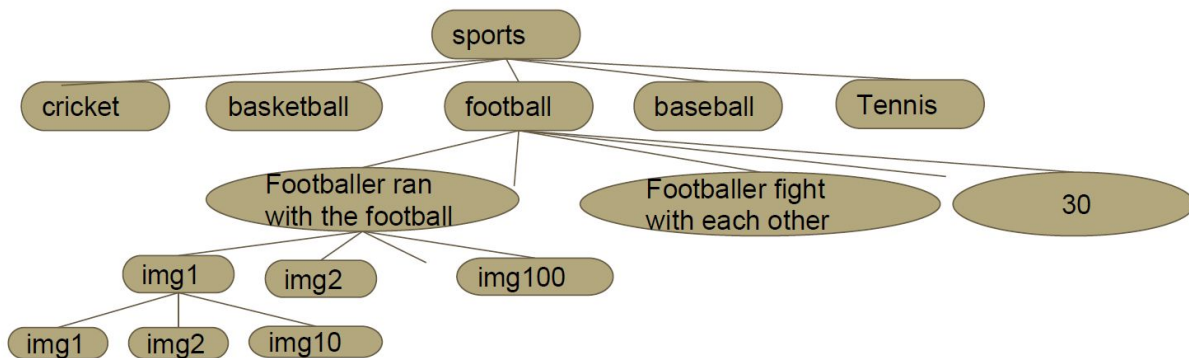 sports
cricket
basketball
football
baseball
Tennis
Footballer ran
with the football
Footballer fight
with each other
30
img1
img2
img100
img1
img2
img10